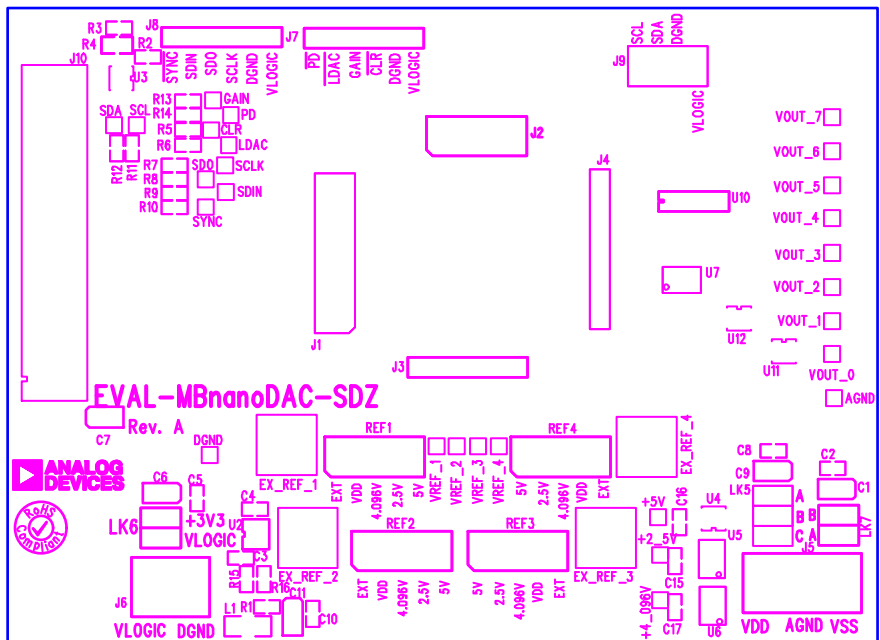 R3
R4
R2
J10
U3
J8
SYNC
SDIN
SDO
SCLK
DGND
VLOGIC
J7
PD
LDAC
GAIN
CLR
DGND
VLOGIC
SCL
SDA
DGND
J9
VLOGIC
R13
GAIN
R14
PD
R5
CLR
R6
LDAC
SDA
SCL
R12
R11
R7
SDO
SCLK
R8
R9
SDIN
R10
SYNC
J2
J4
J1
J3
U10
U7
U12
U11
VOUT_7
VOUT_6
VOUT_5
VOUT_4
VOUT_3
VOUT_2
VOUT_1
VOUT_0
AGND
EVAL-MBnanoDAC-SDZ
Rev. A
C7
DGND
ANALOG
DEVICES
RoHS
Compliant
EX_REF_1
REF1
EXT
VDD
4.096V
2.5V
5V
VREF_1
VREF_2
VREF_3
VREF_4
REF4
5V
2.5V
4.096V
VDD
EXT
EX_REF_4
C6
C5
C4
LK6
+3V3
VLOGIC
U2
C3
R15
R16
J6
VLOGIC DGND
L1
R1
C11
C10
EX_REF_2
REF2
EXT
VDD
4.096V
2.5V
5V
REF3
5V
2.5V
4.096V
VDD
EXT
EX_REF_3
+5V
C16
U4
+2_5V
C15
U5
+4_096V
C17
U6
C8
C9
C2
C1
LK5
A
B
C
B
A
LK7
J5
VDD AGND VSS